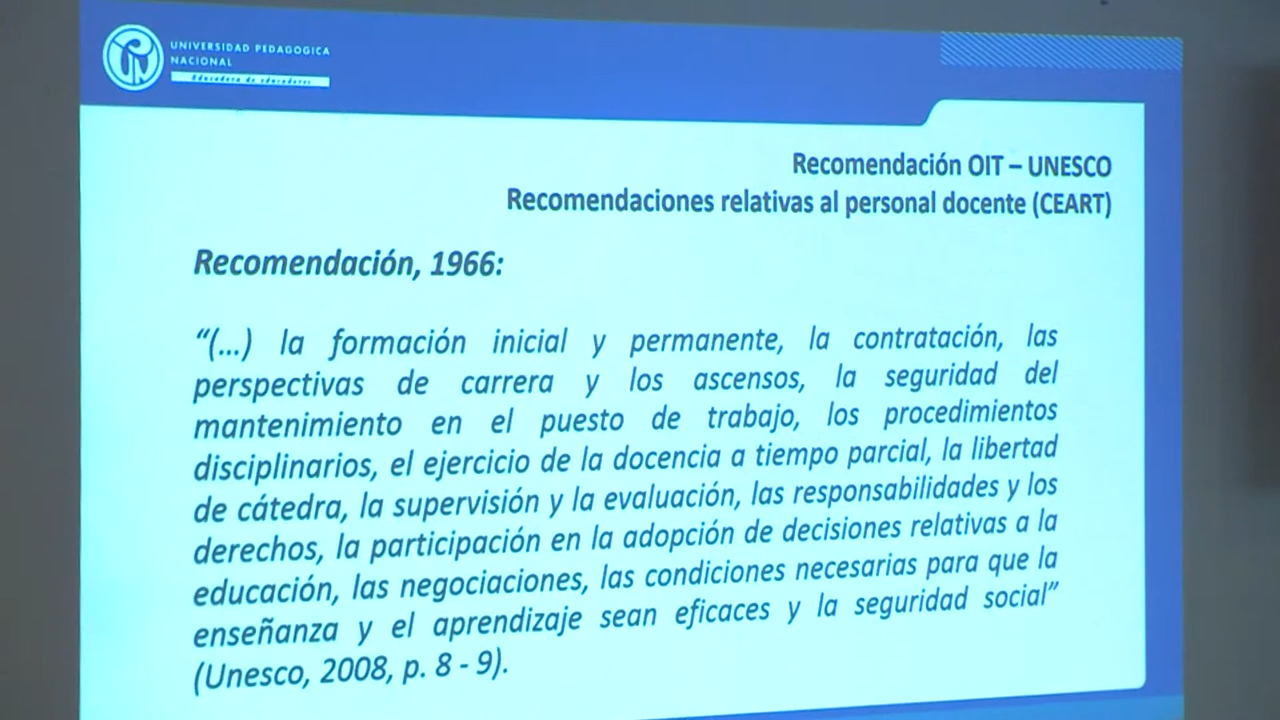 UNIVERSIDAD PEDAGOGICA
NACIONAL
Educadora de educadores
Recomendación OIT – UNESCO
Recomendaciones relativas al personal docente (CEART)
Recomendación, 1966:
“(...) la formación inicial y permanente, la contratación, las
perspectivas de carrera y los ascensos, la seguridad del
mantenimiento en el puesto de trabajo, los procedimientos
disciplinarios, el ejercicio de la docencia a tiempo parcial, la libertad
de cátedra, la supervisión y la evaluación, las responsabilidades y los
derechos, la participación en la adopción de decisiones relativas a la
educación, las negociaciones, las condiciones necesarias para que la
enseñanza y el aprendizaje sean eficaces y la seguridad social”
(Unesco, 2008, p. 8 - 9).